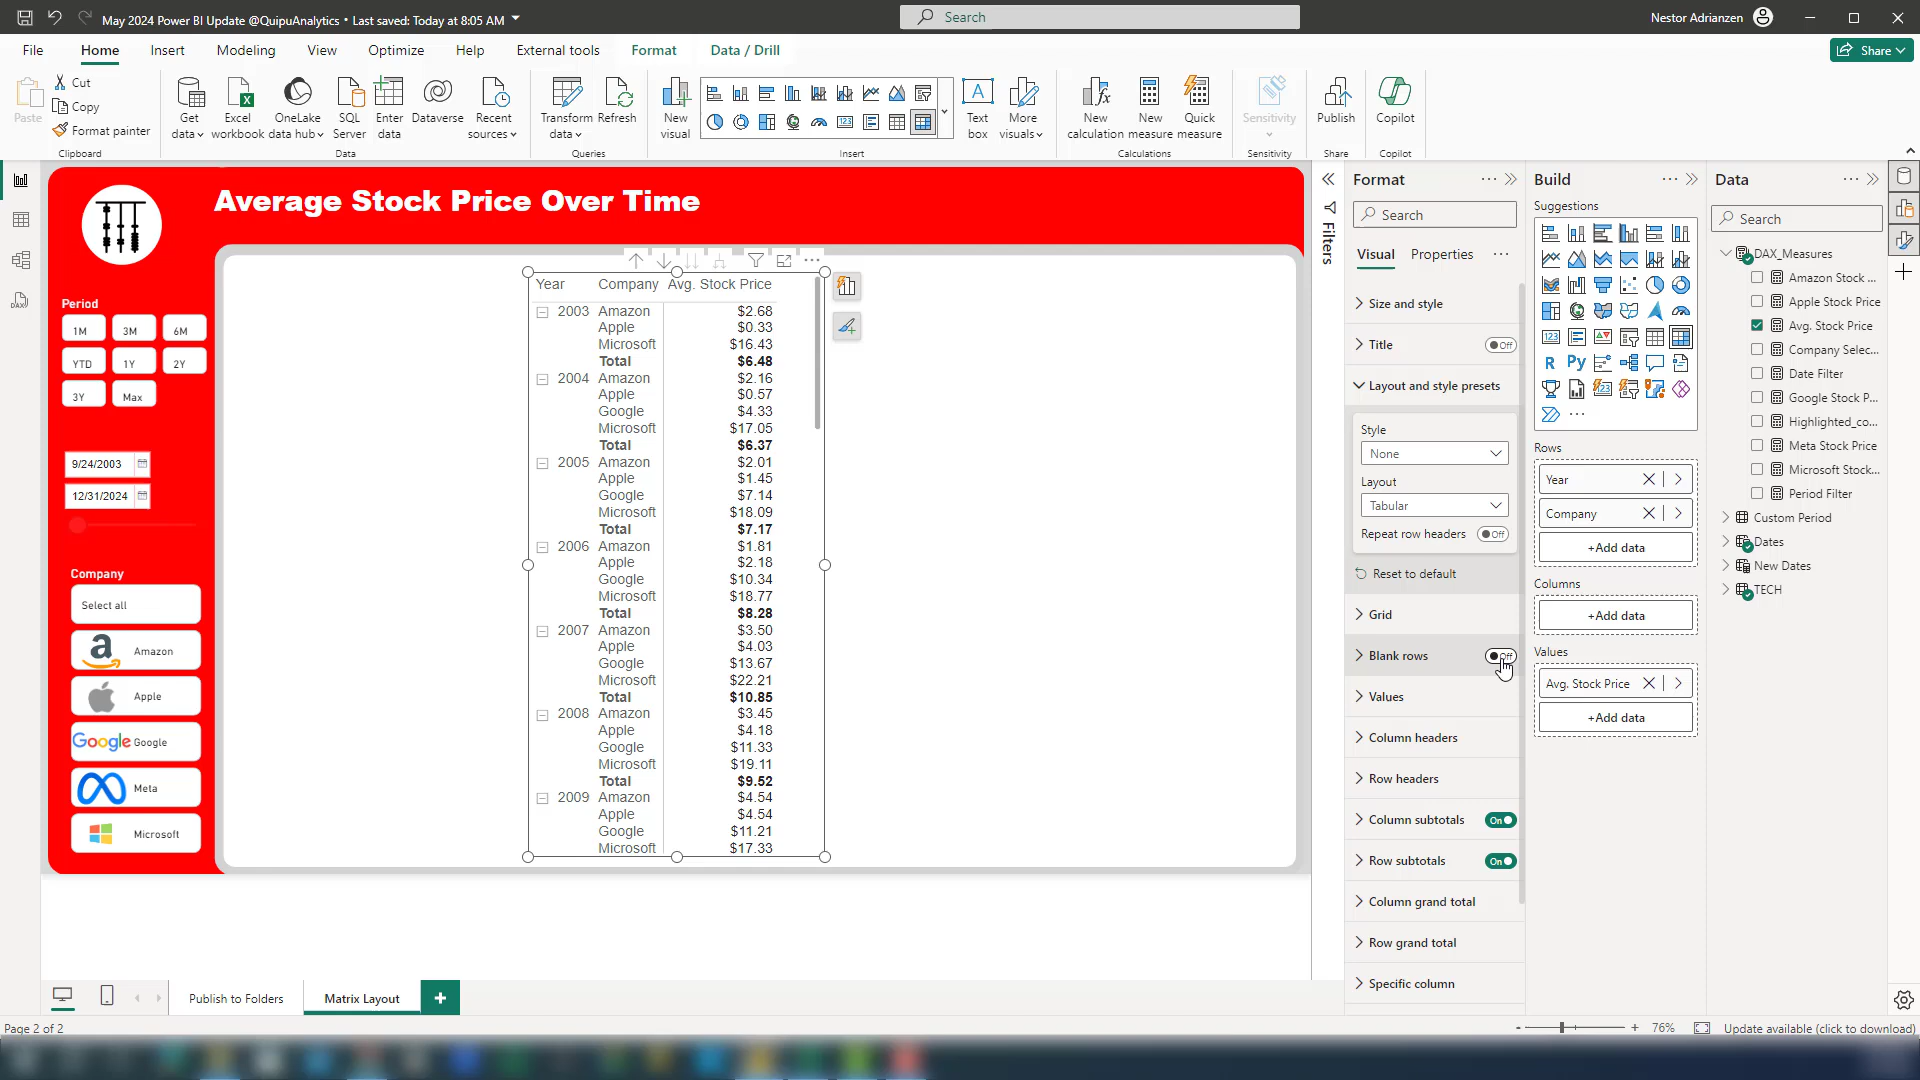 May 2024 Power BI Update @QuipuAnalytics • Last saved: Today at 8:05 AM
Search
Nestor Adrianzen
File Home Insert Modeling View Optimize Help External tools Format Data / Drill
Share
Paste
Cut
Copy
Format painter
Get data
Excel workbook
OneLake data hub
SQL Server
Enter data
Dataverse
Recent sources
Transform data
Refresh
New visual
Text box
More visuals
New calculation
New measure
Quick measure
Sensitivity
Publish
Copilot
Clipboard Data Queries Insert Calculations Sensitivity Share Copilot
Average Stock Price Over Time
Period
1M 3M 6M
YTD 1Y 2Y
3Y Max
9/24/2003
12/31/2024
Company
Select all
Amazon
Apple
Google Google
Meta
Microsoft
Year Company Avg. Stock Price
2003 Amazon $2.68
Apple $0.33
Microsoft $16.43
Total $6.48
2004 Amazon $2.16
Apple $0.57
Google $4.33
Microsoft $17.05
Total $6.37
2005 Amazon $2.01
Apple $1.45
Google $7.14
Microsoft $18.09
Total $7.17
2006 Amazon $1.81
Apple $2.18
Google $10.34
Microsoft $18.77
Total $8.28
2007 Amazon $3.50
Apple $4.03
Google $13.67
Microsoft $22.21
Total $10.85
2008 Amazon $3.45
Apple $4.18
Google $11.33
Microsoft $19.11
Total $9.52
2009 Amazon $4.54
Apple $4.54
Google $11.21
Microsoft $17.33
Filters
Format
Search
Visual Properties
Size and style
Title Off
Layout and style presets
Style
None
Layout
Tabular
Repeat row headers Off
Reset to default
Grid
Blank rows Off
Values
Column headers
Row headers
Column subtotals On
Row subtotals On
Column grand total
Row grand total
Specific column
Build
Suggestions
R Py
Rows
Year
Company
+Add data
Columns
+Add data
Values
Avg. Stock Price
+Add data
Data
Search
DAX_Measures
Amazon Stock ...
Apple Stock Price
Avg. Stock Price
Company Selec...
Date Filter
Google Stock P...
Highlighted_co...
Meta Stock Price
Microsoft Stock...
Period Filter
Custom Period
Dates
New Dates
TECH
Publish to Folders Matrix Layout
Page 2 of 2
76%
Update available (click to download)